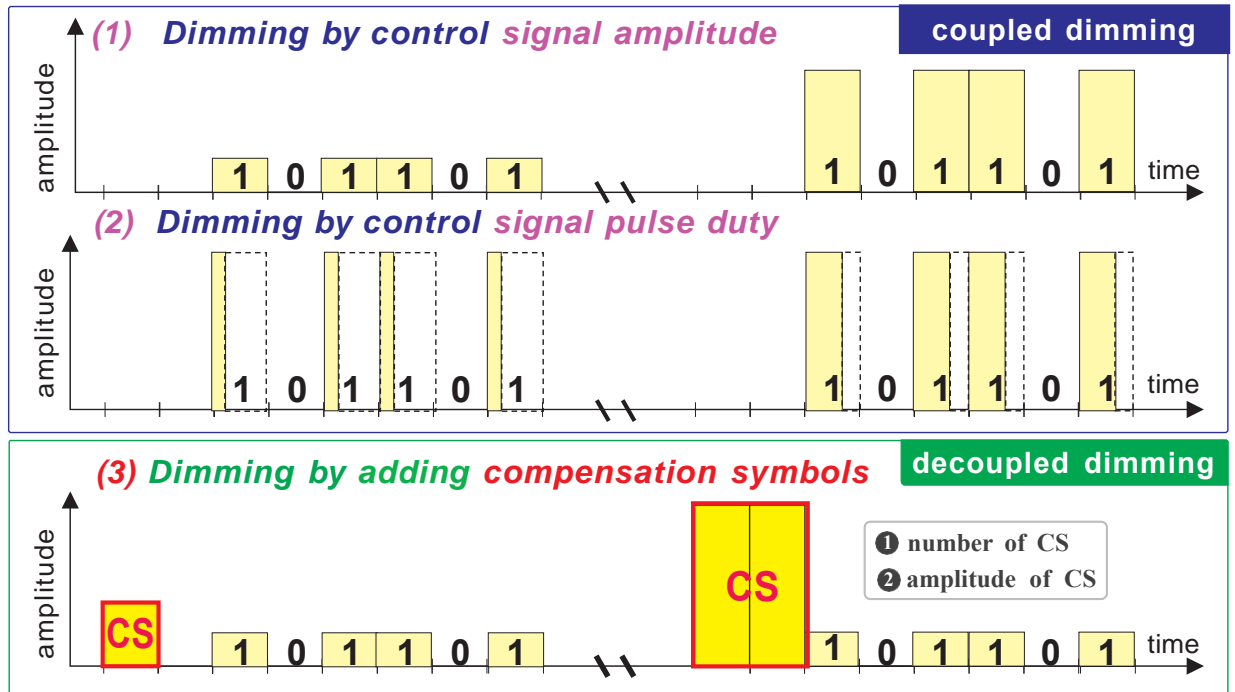 (1) Dimming by control signal amplitude
coupled dimming
amplitude
1 0 1 1 0 1
1 0 1 1 0 1
time
(2) Dimming by control signal pulse duty
amplitude
1 0 1 1 0 1
1 0 1 1 0 1
time
(3) Dimming by adding compensation symbols
decoupled dimming
amplitude
❶ number of CS
❷ amplitude of CS
CS
1 0 1 1 0 1
CS
1 0 1 1 0 1
time